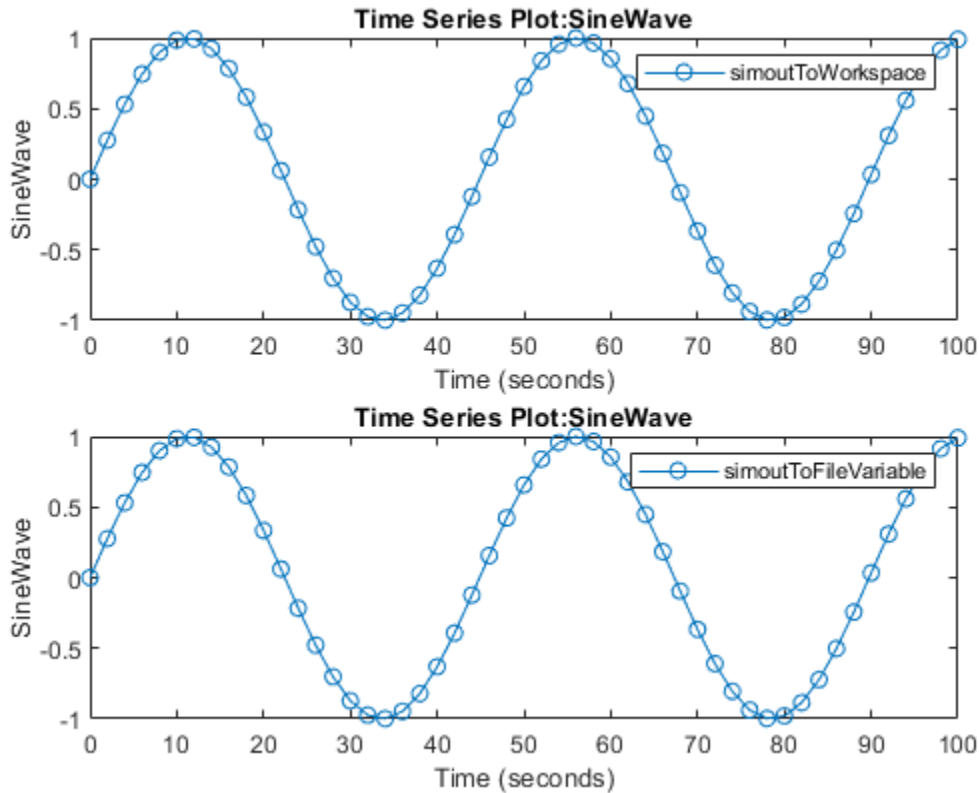 Time Series Plot:SineWave
1
0.5
0
-0.5
-1
SineWave
simoutToWorkspace
0 10 20 30 40 50 60 70 80 90 100
Time (seconds)
Time Series Plot:SineWave
1
0.5
0
-0.5
-1
SineWave
simoutToFileVariable
0 10 20 30 40 50 60 70 80 90 100
Time (seconds)